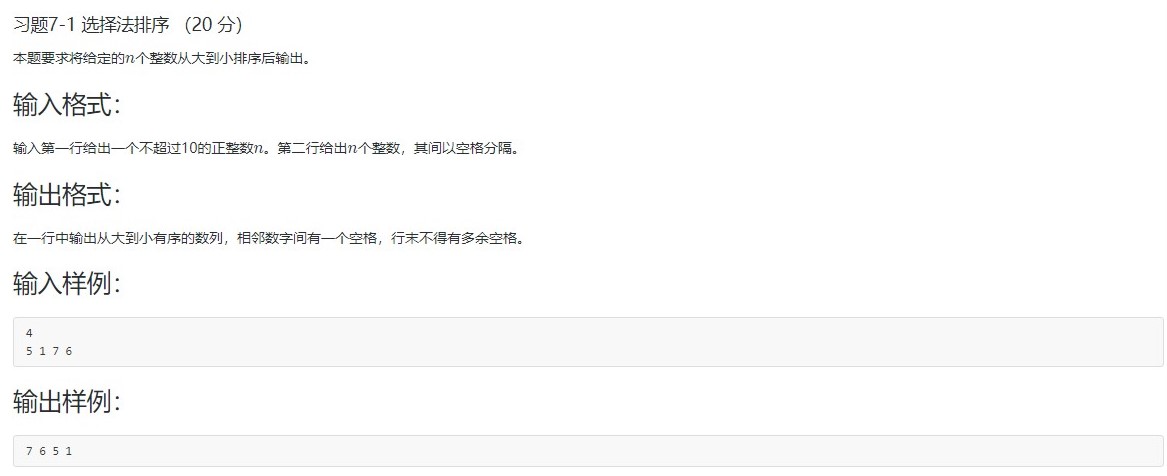 习题7-1 选择法排序 （20 分）
本题要求将给定的n个整数从大到小排序后输出。
输入格式：
输入第一行给出一个不超过10的正整数n。第二行给出n个整数，其间以空格分隔。
输出格式：
在一行中输出从大到小有序的数列，相邻数字间有一个空格，行末不得有多余空格。
输入样例：
4
5 1 7 6
输出样例：
7 6 5 1